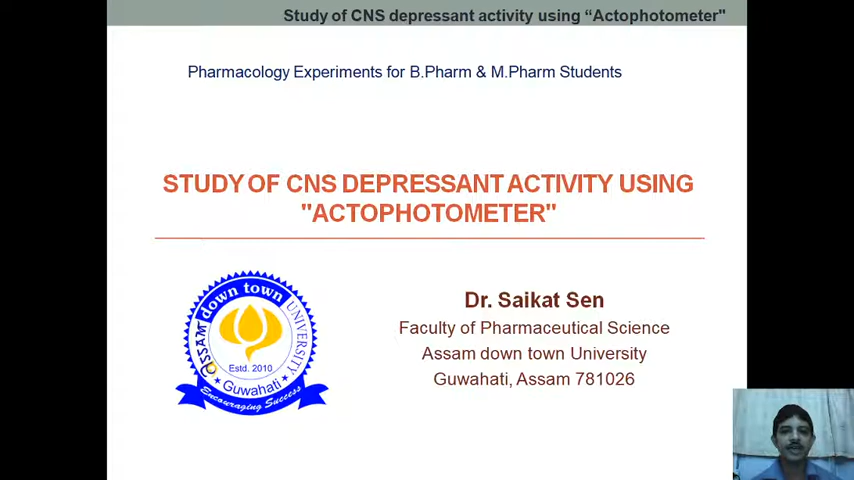 Study of CNS depressant activity using “Actophotometer"
Pharmacology Experiments for B.Pharm & M.Pharm Students
STUDY OF CNS DEPRESSANT ACTIVITY USING
"ACTOPHOTOMETER"
ASSAM down town UNIVERSITY
Estd. 2010
Guwahati
Encouraging Success
Dr. Saikat Sen
Faculty of Pharmaceutical Science
Assam down town University
Guwahati, Assam 781026